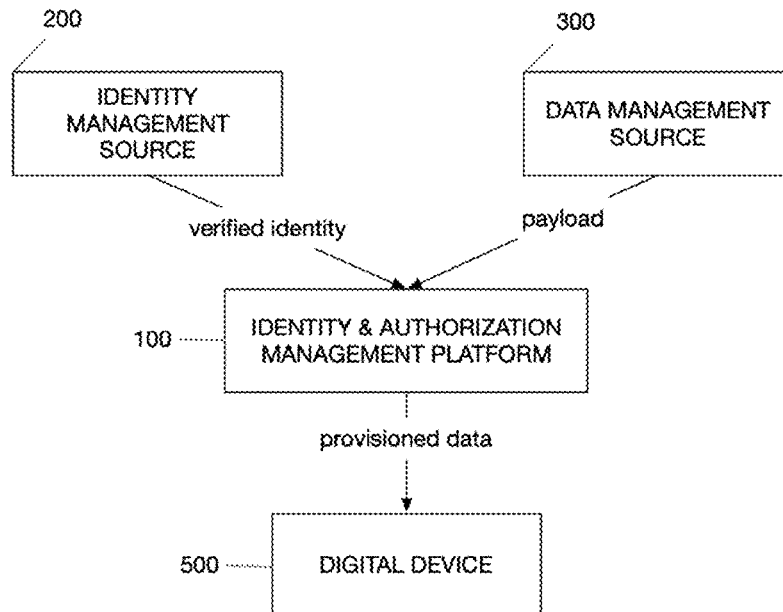 200
300
IDENTITY
MANAGEMENT
SOURCE
DATA MANAGEMENT
SOURCE
verified identity
payload
100
IDENTITY & AUTHORIZATION
MANAGEMENT PLATFORM
provisioned data
500
DIGITAL DEVICE